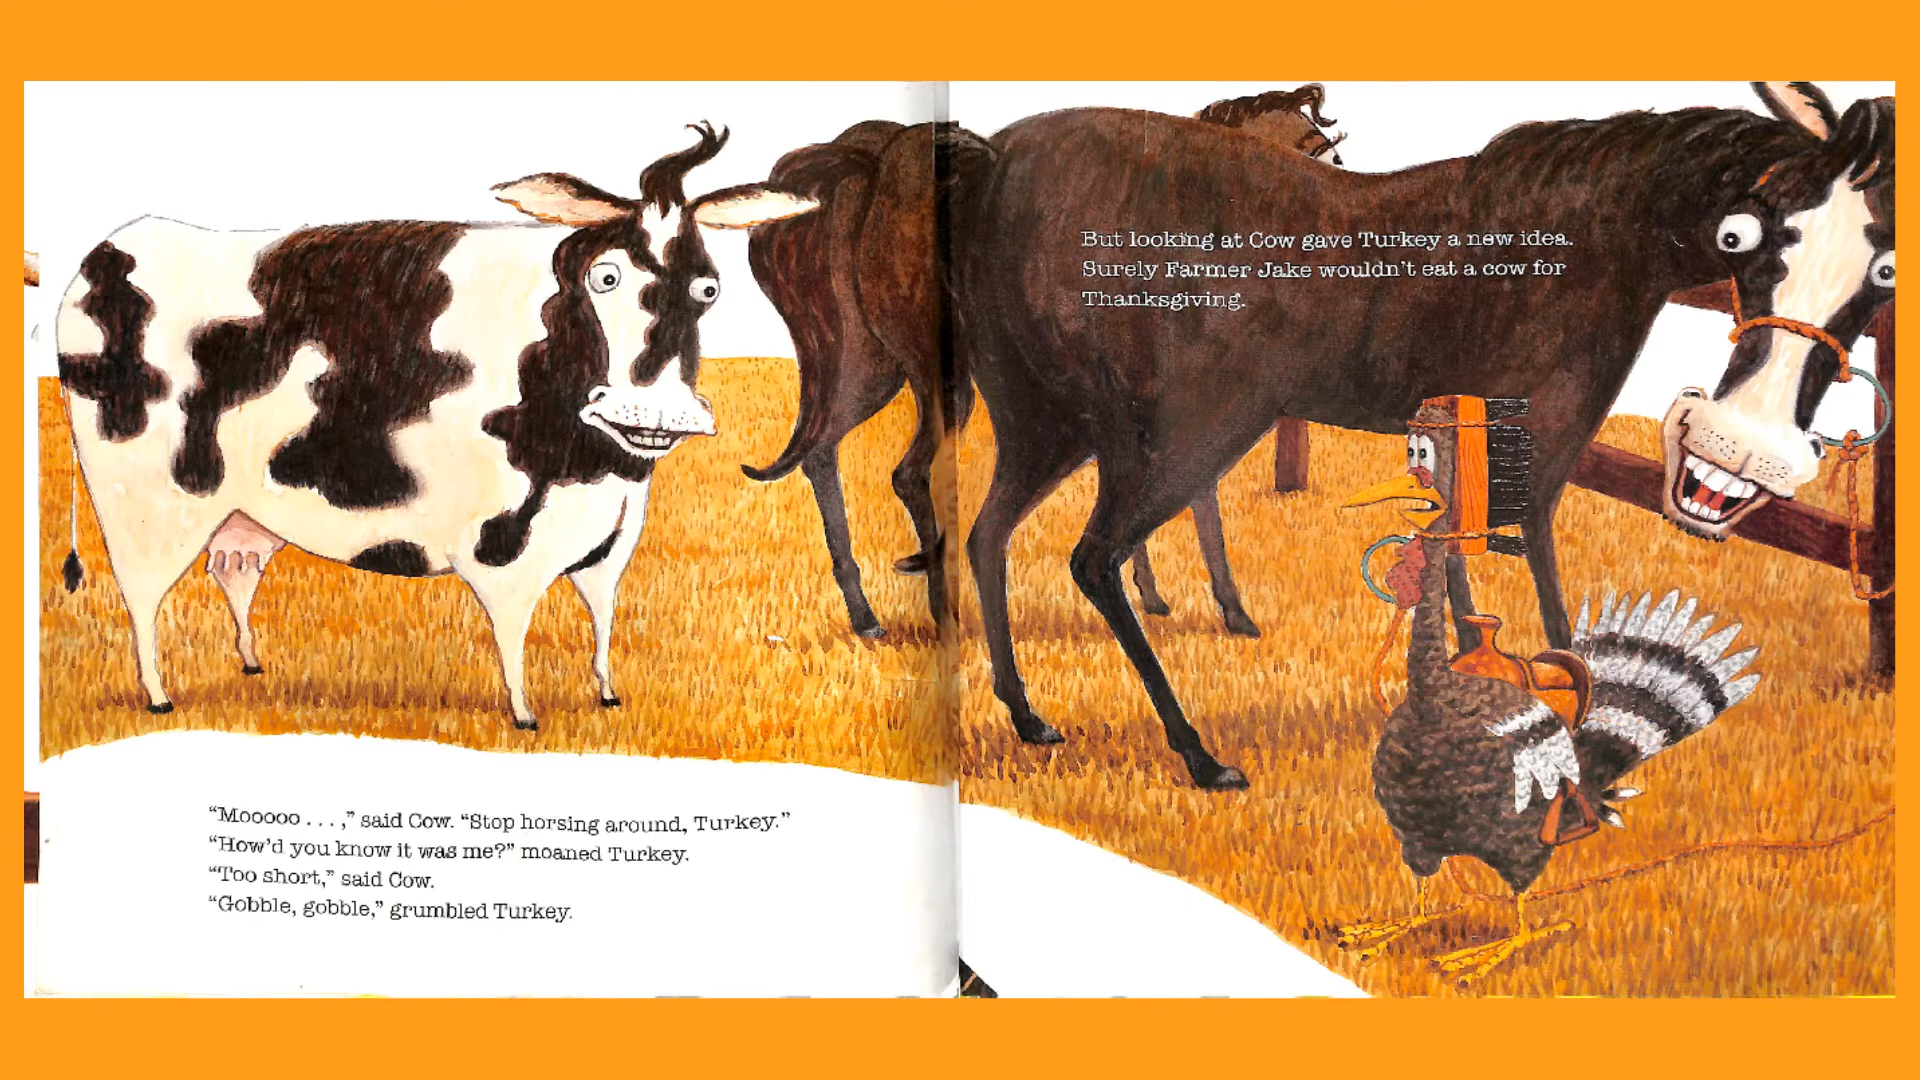 “Mooooo . . . ,” said Cow. “Stop horsing around, Turkey.”
“How’d you know it was me?” moaned Turkey.
“Too short,” said Cow.
“Gobble, gobble,” grumbled Turkey.
But looking at Cow gave Turkey a new idea.
Surely Farmer Jake wouldn’t eat a cow for
Thanksgiving.